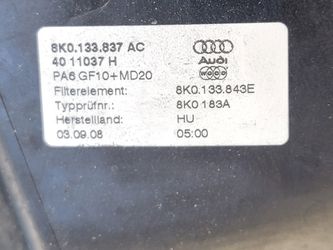 8K0.133.837 AC
40 11037 H Audi
PA6 GF10+MD20
Filterelement: 8K0.133.843E
Typprüfnr.: 8K0 183A
Herstelland: HU
03.09.08 05:00